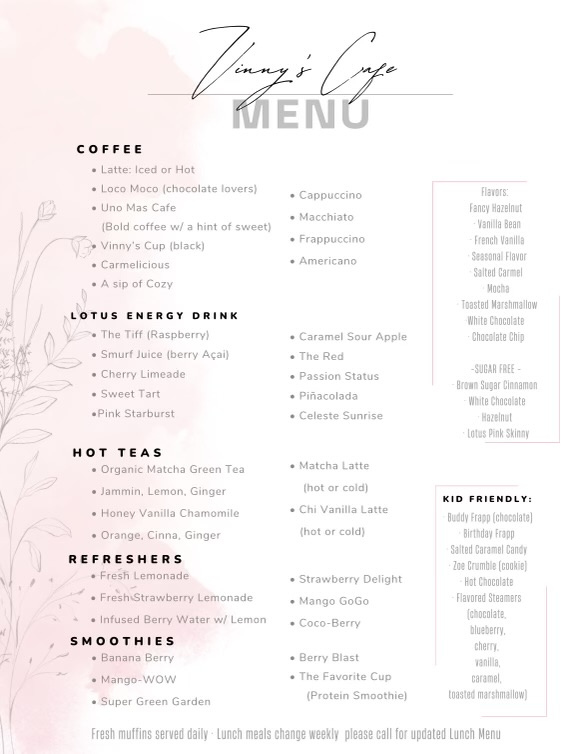 Vinny's Cafe
MENU
COFFEE
• Latte: Iced or Hot
• Loco Moco (chocolate lovers)
• Uno Mas Cafe
(Bold coffee w/ a hint of sweet)
• Vinny's Cup (black)
• Carmelicious
• A sip of Cozy
• Cappuccino
• Macchiato
• Frappuccino
• Americano
LOTUS ENERGY DRINK
• The Tiff (Raspberry)
• Smurf Juice (berry Açai)
• Cherry Limeade
• Sweet Tart
•Pink Starburst
• Caramel Sour Apple
• The Red
• Passion Status
• Piñacolada
• Celeste Sunrise
HOT TEAS
• Organic Matcha Green Tea
• Jammin, Lemon, Ginger
• Honey Vanilla Chamomile
• Orange, Cinna, Ginger
• Matcha Latte
(hot or cold)
• Chi Vanilla Latte
(hot or cold)
REFRESHERS
• Fresh Lemonade
• Fresh Strawberry Lemonade
• Infused Berry Water w/ Lemon
• Strawberry Delight
• Mango GoGo
• Coco-Berry
SMOOTHIES
• Banana Berry
• Mango-WOW
• Super Green Garden
• Berry Blast
• The Favorite Cup
(Protein Smoothie)
Flavors:
Fancy Hazelnut
· Vanilla Bean
· French Vanilla
· Seasonal Flavor
· Salted Carmel
· Mocha
· Toasted Marshmallow
·White Chocolate
· Chocolate Chip
-SUGAR FREE -
· Brown Sugar Cinnamon
· White Chocolate
· Hazelnut
· Lotus Pink Skinny
KID FRIENDLY:
· Buddy Frapp (chocolate)
· Birthday Frapp
· Salted Caramel Candy
· Zoe Crumble (cookie)
· Hot Chocolate
· Flavored Steamers
(chocolate,
blueberry,
cherry,
vanilla,
caramel,
toasted marshmallow)
Fresh muffins served daily · Lunch meals change weekly please call for updated Lunch Menu